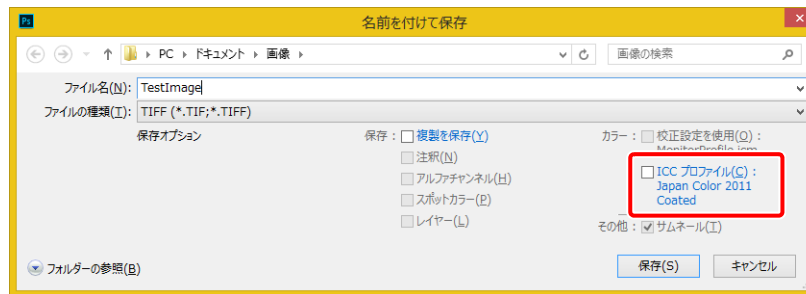 Ps 名前を付けて保存
PC ドキュメント 画像 画像の検索
ファイル名(N): TestImage
ファイルの種類(T): TIFF (*.TIF;*.TIFF)
保存オプション 保存: 複製を保存(Y) カラー: 校正設定を使用(O):
注釈(N) MonitorProfile.icm
アルファチャンネル(H) ICC プロファイル(C):
スポットカラー(P) Japan Color 2011
レイヤー(L) Coated
その他: サムネール(T)
フォルダーの参照(B) 保存(S) キャンセル